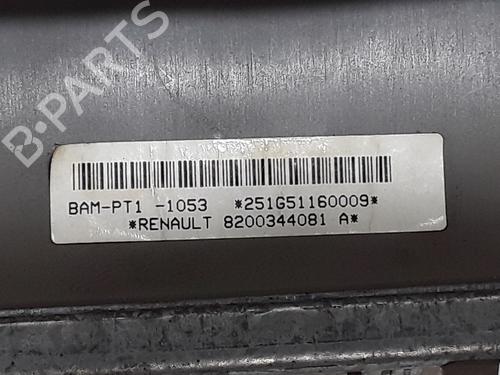 B-PARTS
BAM-PT1 -1053 *251G51160009*
*RENAULT 8200344081 A*